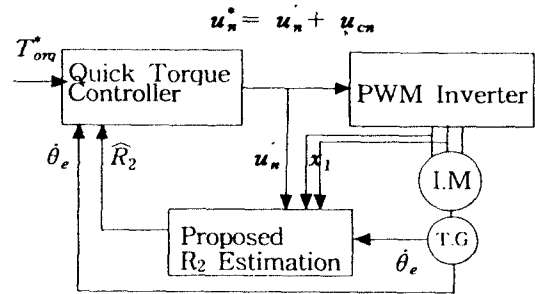 u*n = u'n + ucn
T*orq
Quick Torque
Controller
PWM Inverter
θ̇e
R̂2
u'n
x1
I.M
Proposed
R2 Estimation
T.G
θ̇e